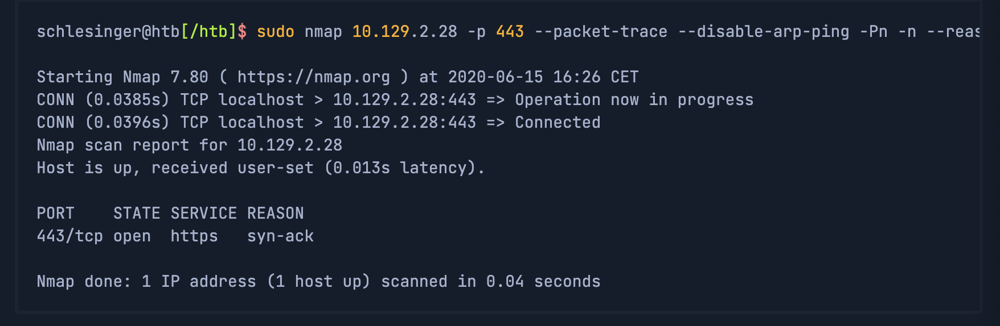 schlesinger@htb[/htb]$ sudo nmap 10.129.2.28 -p 443 --packet-trace --disable-arp-ping -Pn -n
Starting Nmap 7.80 ( https://nmap.org ) at 2020-06-15 16:26 CET
CONN (0.0385s) TCP localhost > 10.129.2.28:443 => Operation now in progress
CONN (0.0396s) TCP localhost > 10.129.2.28:443 => Connected
Nmap scan report for 10.129.2.28
Host is up, received user-set (0.013s latency).
PORT    STATE SERVICE REASON
443/tcp open  https   syn-ack
Nmap done: 1 IP address (1 host up) scanned in 0.04 seconds